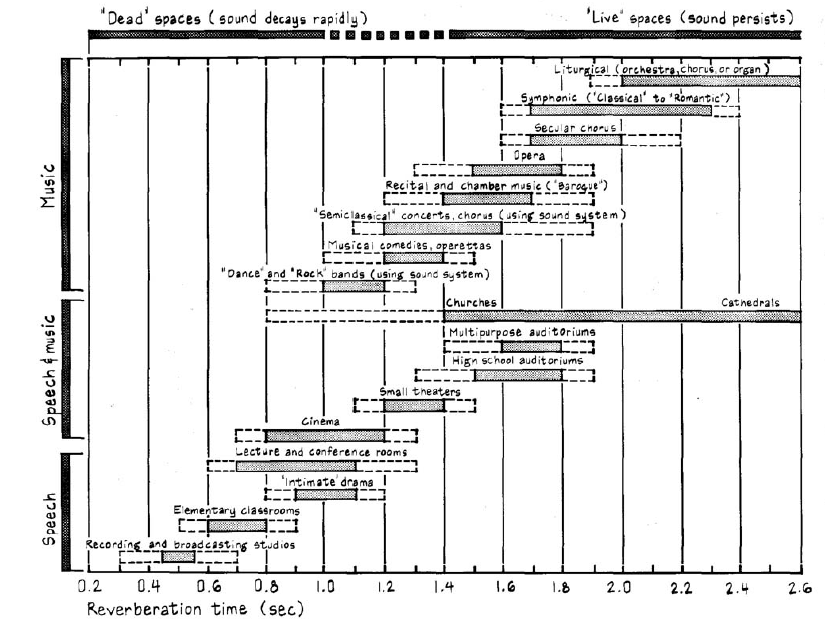 "Dead" spaces (sound decays rapidly)
"Live" spaces (sound persists)
Music
Liturgical (orchestra, chorus, or organ)
Symphonic ("Classical" to "Romantic")
Secular chorus
Opera
Recital and chamber music ("Baroque")
"Semiclassical" concerts, chorus (using sound system)
Musical comedies, operettas
"Dance" and "Rock" bands (using sound system)
Speech & music
Churches
Cathedrals
Multipurpose auditoriums
High school auditoriums
Small theaters
Cinema
Speech
Lecture and conference rooms
"Intimate" drama
Elementary classrooms
Recording and broadcasting studios
0.2 0.4 0.6 0.8 1.0 1.2 1.4 1.6 1.8 2.0 2.2 2.4 2.6
Reverberation time (sec)